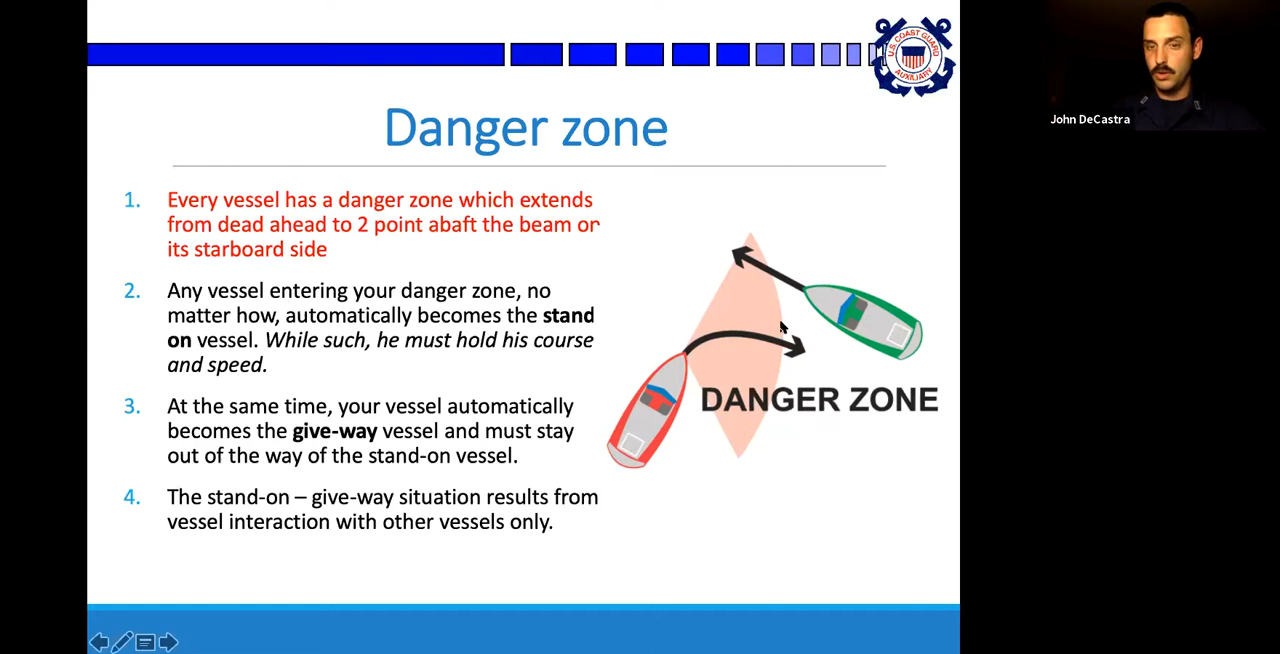 U.S. COAST GUARD
AUXILIARY
John DeCastra
Danger zone
1. Every vessel has a danger zone which extends
from dead ahead to 2 point abaft the beam or
its starboard side
2. Any vessel entering your danger zone, no
matter how, automatically becomes the stand
on vessel. While such, he must hold his course
and speed.
3. At the same time, your vessel automatically
becomes the give-way vessel and must stay
out of the way of the stand-on vessel.
4. The stand-on – give-way situation results from
vessel interaction with other vessels only.
DANGER ZONE